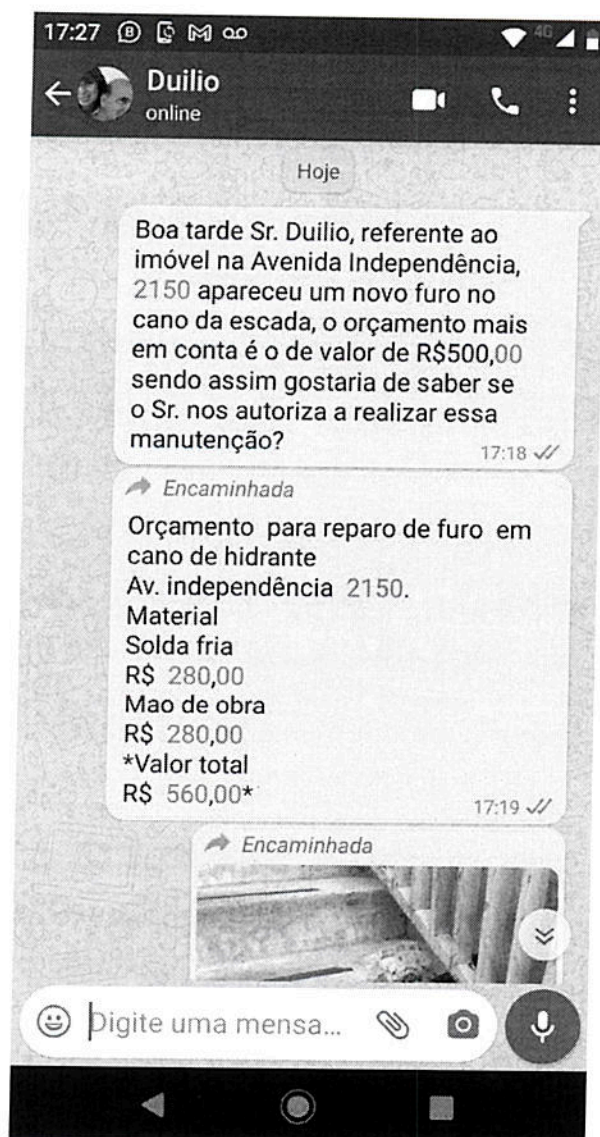 17:27
4G
Duilio
online
Hoje
Boa tarde Sr. Duilio, referente ao
imóvel na Avenida Independência,
2150 apareceu um novo furo no
cano da escada, o orçamento mais
em conta é o de valor de R$500,00
sendo assim gostaria de saber se
o Sr. nos autoriza a realizar essa
manutenção?
17:18
Encaminhada
Orçamento para reparo de furo em
cano de hidrante
Av. independência 2150.
Material
Solda fria
R$ 280,00
Mao de obra
R$ 280,00
*Valor total
R$ 560,00*
17:19
Encaminhada
Digite uma mensa...